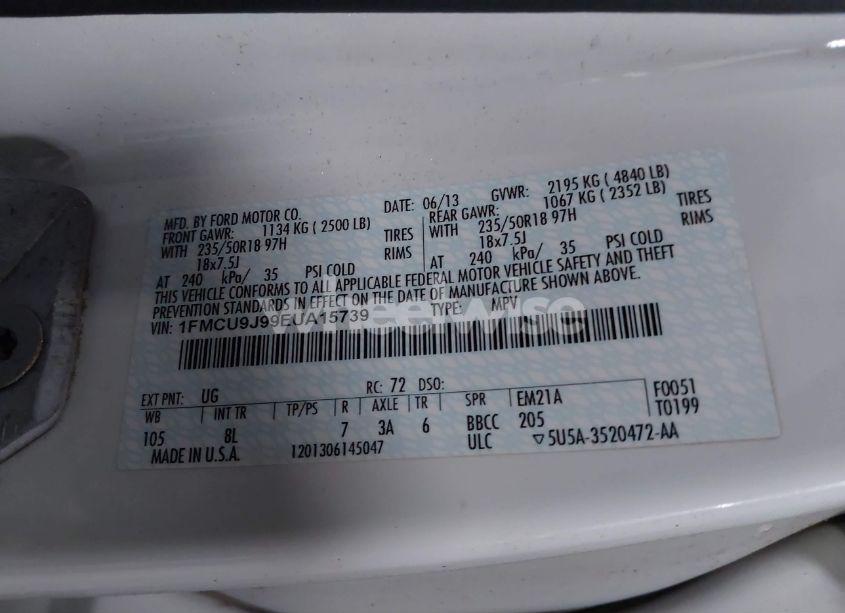 MFD. BY FORD MOTOR CO.
DATE: 06/13 GVWR: 2195 KG ( 4840 LB)
FRONT GAWR: 1134 KG ( 2500 LB)
REAR GAWR: 1067 KG ( 2352 LB)
WITH 235/50R18 97H TIRES
WITH 235/50R18 97H TIRES
18x7.5J RIMS
18x7.5J RIMS
AT 240 kPa/ 35 PSI COLD
AT 240 kPa/ 35 PSI COLD
THIS VEHICLE CONFORMS TO ALL APPLICABLE FEDERAL MOTOR VEHICLE SAFETY AND THEFT
PREVENTION STANDARDS IN EFFECT ON THE DATE OF MANUFACTURE SHOWN ABOVE.
VIN: 1FMCU9J99EUA15739 TYPE: MPV
wheelwise
EXT PNT: UG RC: 72 DSO:
WB INT TR TP/PS R AXLE TR SPR EM21A F0051
105 8L 7 3A 6 BBCC 205 T0199
MADE IN U.S.A. 1201306145047 ULC ▽5U5A-3520472-AA